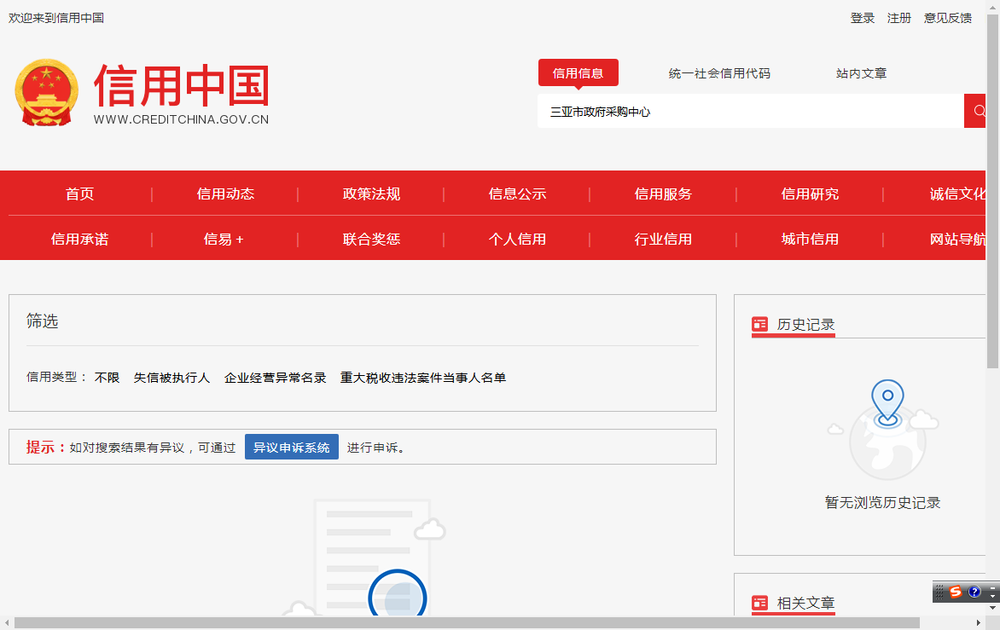 欢迎来到信用中国
登录 注册 意见反馈
信用中国
WWW.CREDITCHINA.GOV.CN
信用信息 统一社会信用代码 站内文章
三亚市政府采购中心
首页 信用动态 政策法规 信息公示 信用服务 信用研究 诚信文化
信用承诺 信易+ 联合奖惩 个人信用 行业信用 城市信用 网站导航
筛选
信用类型： 不限 失信被执行人 企业经营异常名录 重大税收违法案件当事人名单
提示：如对搜索结果有异议，可通过 异议申诉系统 进行申诉。
历史记录
暂无浏览历史记录
相关文章